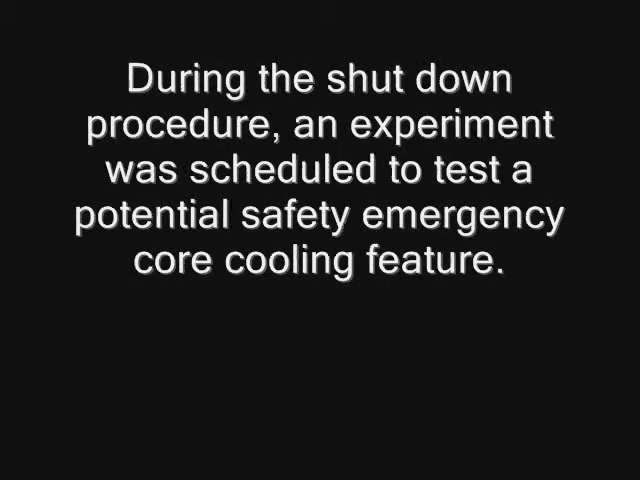 During the shut down
procedure, an experiment
was scheduled to test a
potential safety emergency
core cooling feature.